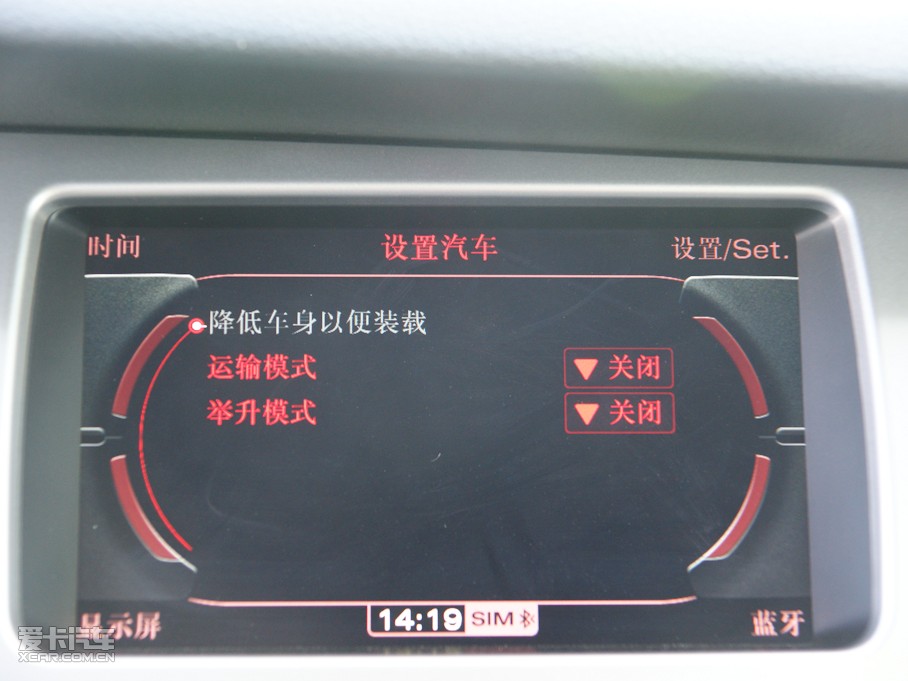 时间 设置汽车 设置/Set.
降低车身以便装载
运输模式 ▼ 关闭
举升模式 ▼ 关闭
显示屏 14:19 SIM 蓝牙
爱卡汽车
XCAR.COM.CN